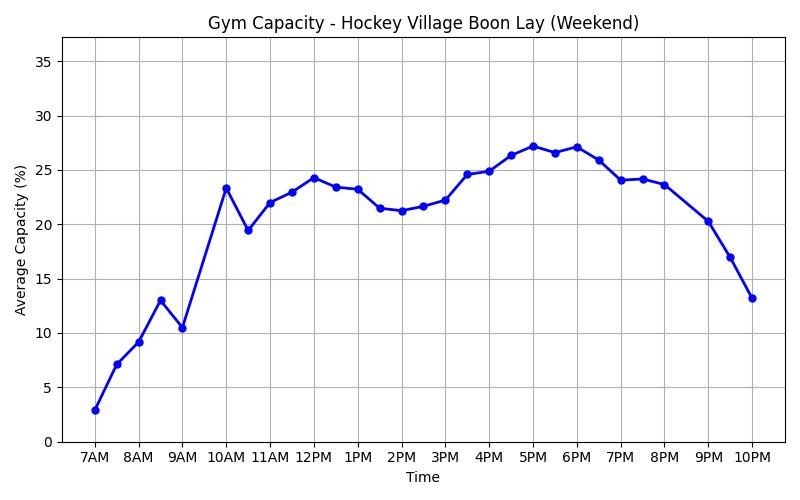 Gym Capacity - Hockey Village Boon Lay (Weekend)
Average Capacity (%)
35
30
25
20
15
10
5
0
7AM 8AM 9AM 10AM 11AM 12PM 1PM 2PM 3PM 4PM 5PM 6PM 7PM 8PM 9PM 10PM
Time